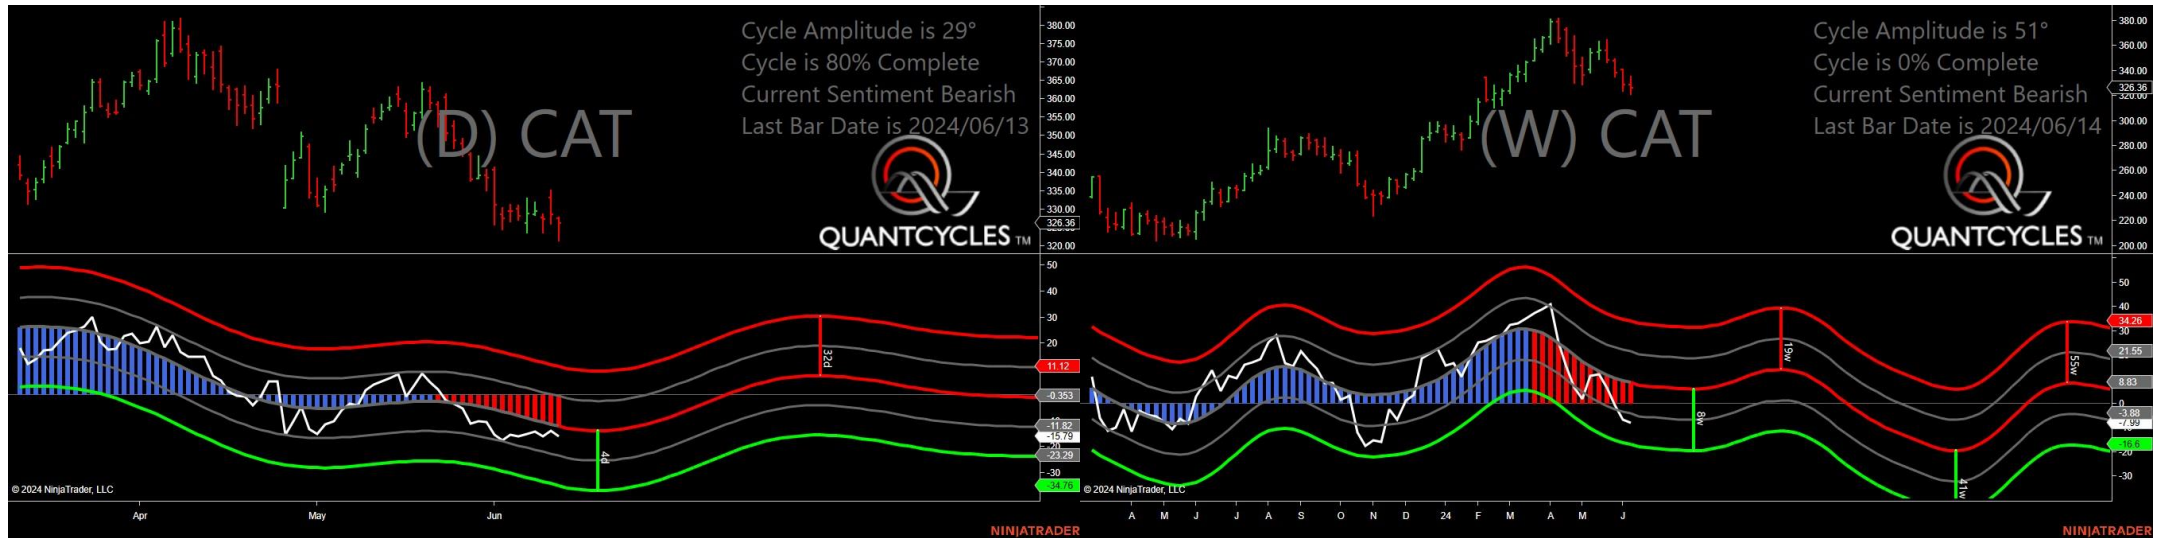 Cycle Amplitude is 29°
Cycle is 80% Complete
Current Sentiment Bearish
Last Bar Date is 2024/06/13
(D) CAT
QUANTCYCLES TM
380.00
375.00
370.00
365.00
360.00
355.00
350.00
345.00
340.00
335.00
330.00
326.36
320.00
50
40
30
20
11.12
-0.353
-11.82
-15.79
-20
-23.29
-30
-34.76
32d
4d
© 2024 NinjaTrader, LLC
Apr
May
Jun
NINJATRADER
Cycle Amplitude is 51°
Cycle is 0% Complete
Current Sentiment Bearish
Last Bar Date is 2024/06/14
(W) CAT
QUANTCYCLES TM
380.00
360.00
340.00
326.36
320.00
300.00
280.00
260.00
240.00
220.00
200.00
50
40
34.26
30
21.55
8.83
0
-3.88
-7.99
-16.6
-20
-30
19w
55w
8w
41w
© 2024 NinjaTrader, LLC
A M J J A S O N D 24 F M A M J
NINJATRADER